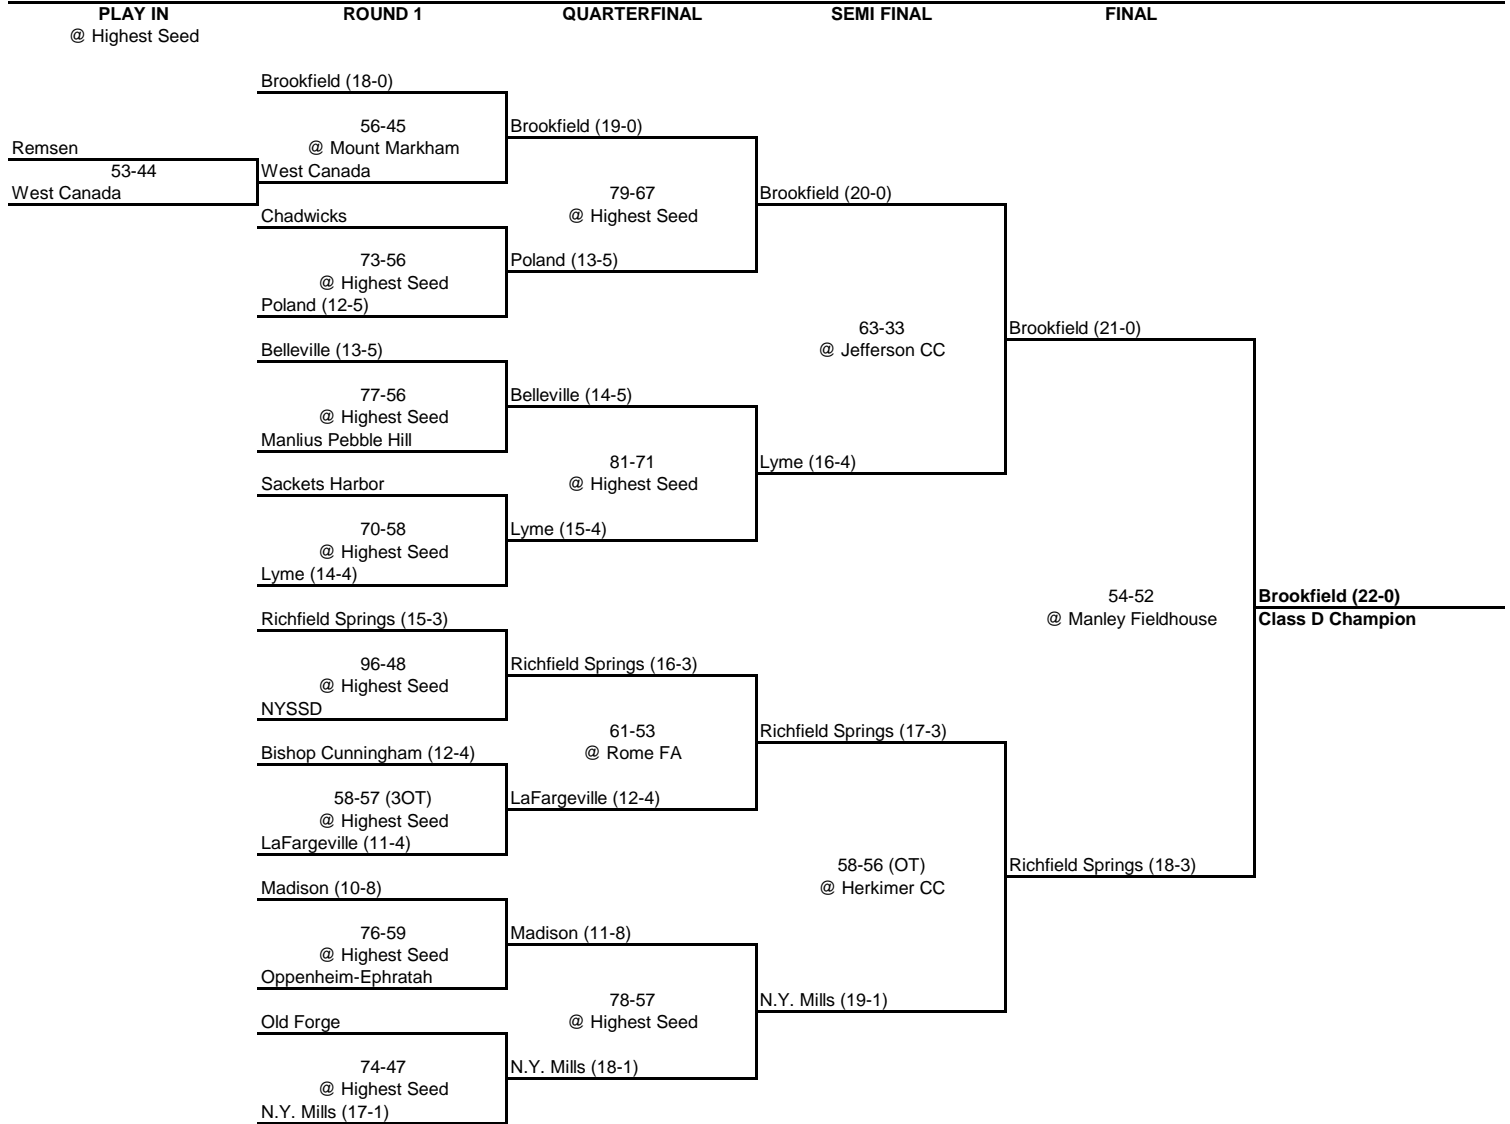 PLAY IN
@ Highest Seed
ROUND 1
QUARTERFINAL
SEMI FINAL
FINAL
Remsen
53-44
West Canada
Brookfield (18-0)
56-45
@ Mount Markham
West Canada
Chadwicks
73-56
@ Highest Seed
Poland (12-5)
Belleville (13-5)
77-56
@ Highest Seed
Manlius Pebble Hill
Sackets Harbor
70-58
@ Highest Seed
Lyme (14-4)
Richfield Springs (15-3)
96-48
@ Highest Seed
NYSSD
Bishop Cunningham (12-4)
58-57 (3OT)
@ Highest Seed
LaFargeville (11-4)
Madison (10-8)
76-59
@ Highest Seed
Oppenheim-Ephratah
Old Forge
74-47
@ Highest Seed
N.Y. Mills (17-1)
Brookfield (19-0)
79-67
@ Highest Seed
Poland (13-5)
Belleville (14-5)
81-71
@ Highest Seed
Lyme (15-4)
Richfield Springs (16-3)
61-53
@ Rome FA
LaFargeville (12-4)
Madison (11-8)
78-57
@ Highest Seed
N.Y. Mills (18-1)
Brookfield (20-0)
63-33
@ Jefferson CC
Lyme (16-4)
Richfield Springs (17-3)
58-56 (OT)
@ Herkimer CC
N.Y. Mills (19-1)
Brookfield (21-0)
54-52
@ Manley Fieldhouse
Richfield Springs (18-3)
Brookfield (22-0)
Class D Champion